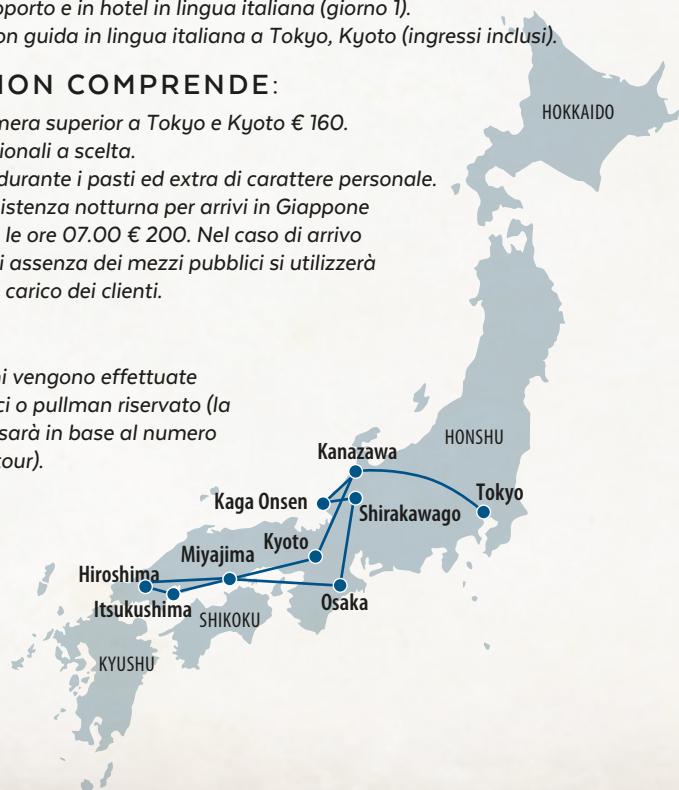 oporto e in hotel in lingua italiana (giorno 1).
on guida in lingua italiana a Tokyo, Kyoto (ingressi inclusi).
ION COMPRENDE:
mera superior a Tokyo e Kyoto € 160.
ionali a scelta.
durante i pasti ed extra di carattere personale.
istenza notturna per arrivi in Giappone
le ore 07.00 € 200. Nel caso di arrivo
i assenza dei mezzi pubblici si utilizzerà
carico dei clienti.
ni vengono effettuate
ci o pullman riservato (la
sarà in base al numero
tour).
HOKKAIDO
HONSHU
Kanazawa
Tokyo
Kaga Onsen
Shirakawago
Kyoto
Miyajima
Hiroshima
Itsukushima
Osaka
SHIKOKU
KYUSHU